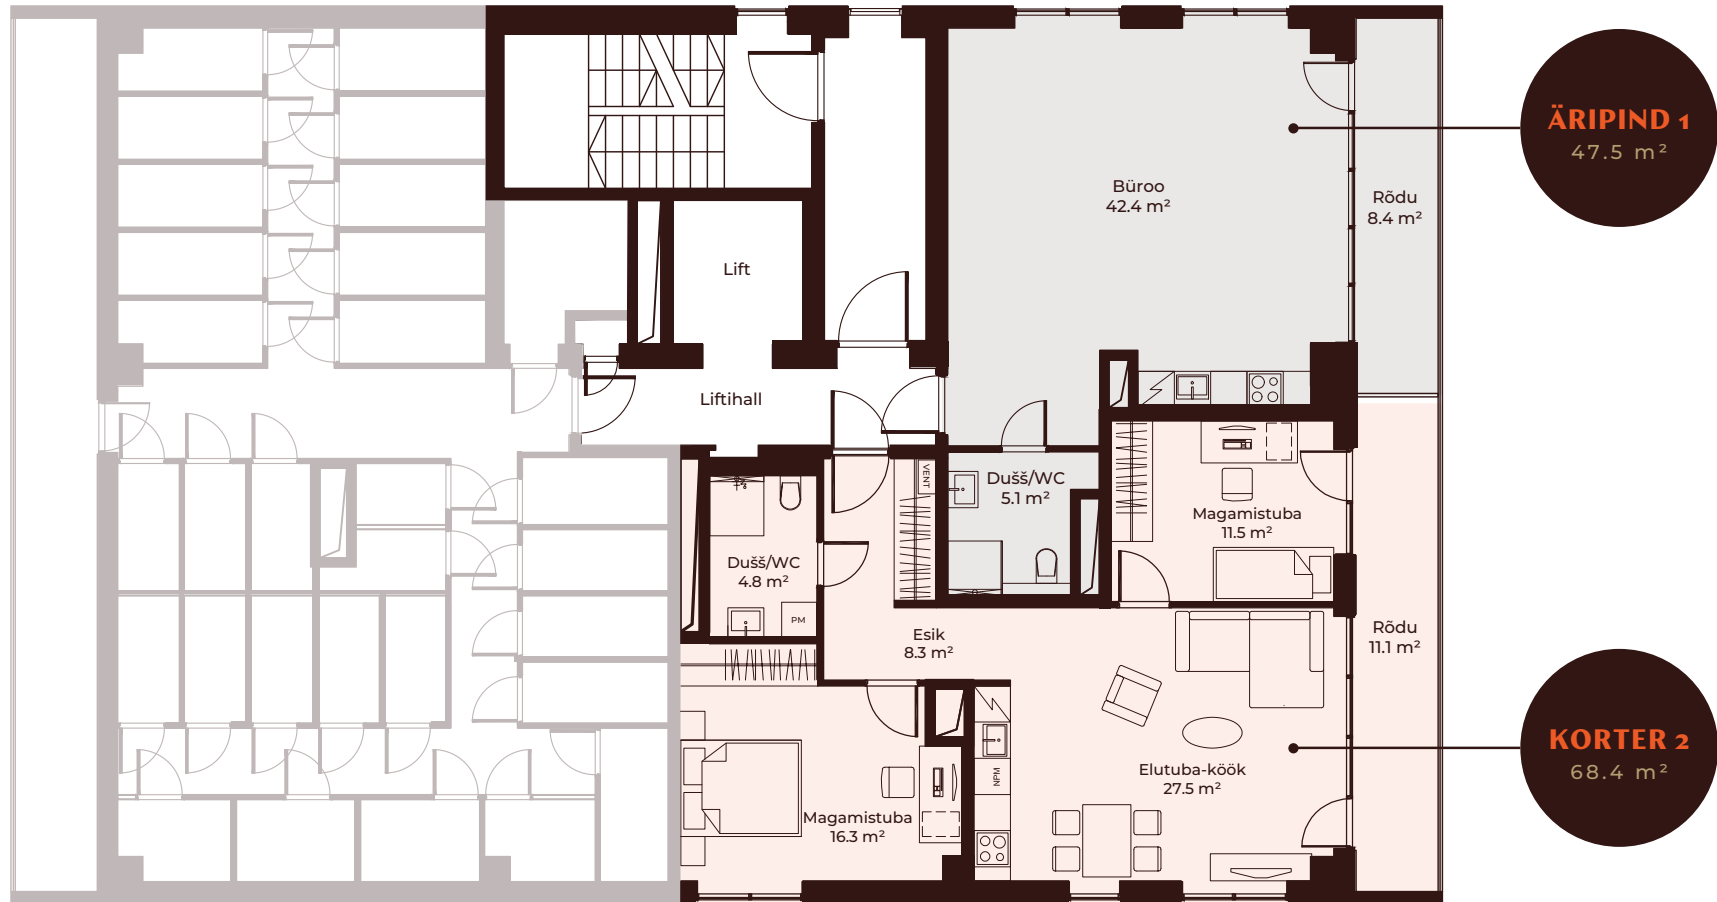 ÄRIPIND 1
47.5 m²
Büroo
42.4 m²
Rõdu
8.4 m²
Lift
Liftihall
VENT
Dušš/WC
5.1 m²
Magamistuba
11.5 m²
Dušš/WC
4.8 m²
PM
Esik
8.3 m²
Rõdu
11.1 m²
KORTER 2
68.4 m²
NPM
Elutuba-köök
27.5 m²
Magamistuba
16.3 m²